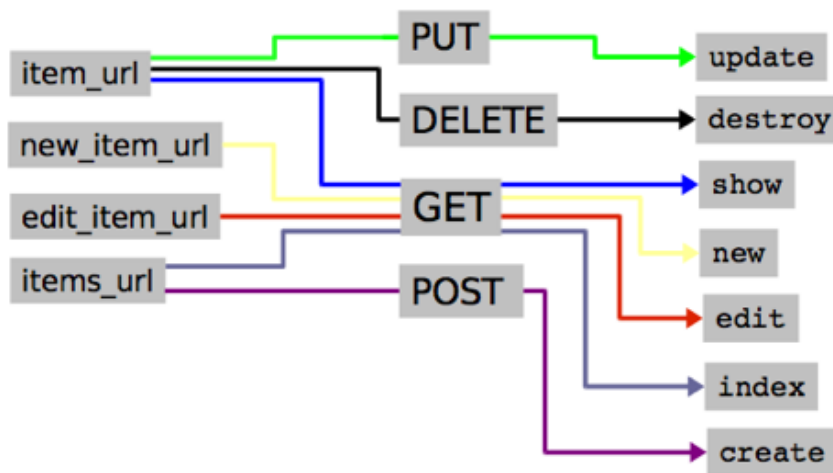 item_url
new_item_url
edit_item_url
items_url
PUT
DELETE
GET
POST
update
destroy
show
new
edit
index
create